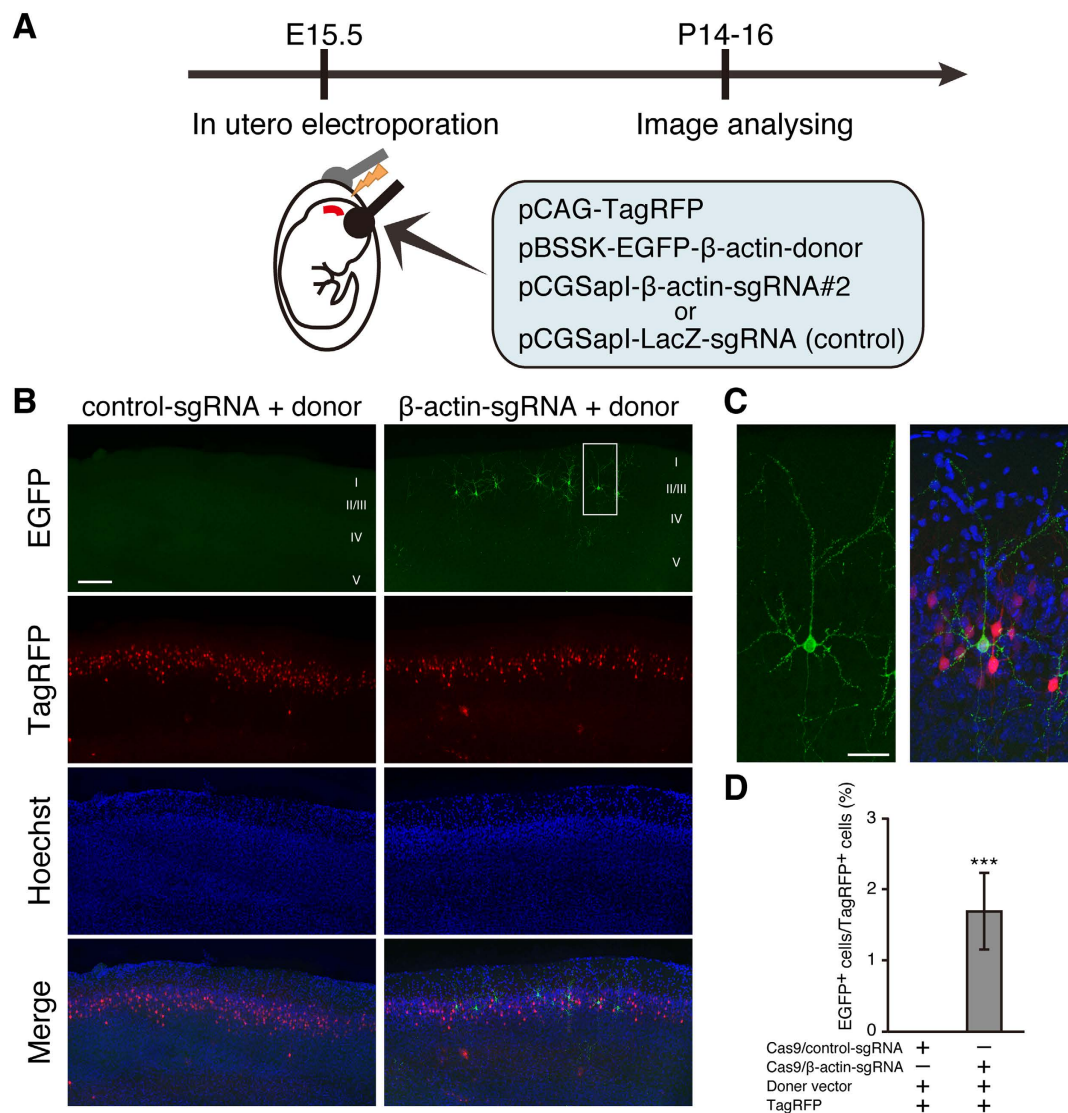 A
E15.5
P14-16
In utero electroporation
Image analysing
pCAG-TagRFP
pBSSK-EGFP-β-actin-donor
pCGSapI-β-actin-sgRNA#2
or
pCGSapI-LacZ-sgRNA (control)
B
control-sgRNA + donor
β-actin-sgRNA + donor
EGFP
I
II/III
IV
V
I
II/III
IV
V
TagRFP
Hoechst
Merge
C
D
EGFP+ cells/TagRFP+ cells (%)
3
2
1
0
***
Cas9/control-sgRNA + −
Cas9/β-actin-sgRNA − +
Doner vector + +
TagRFP + +